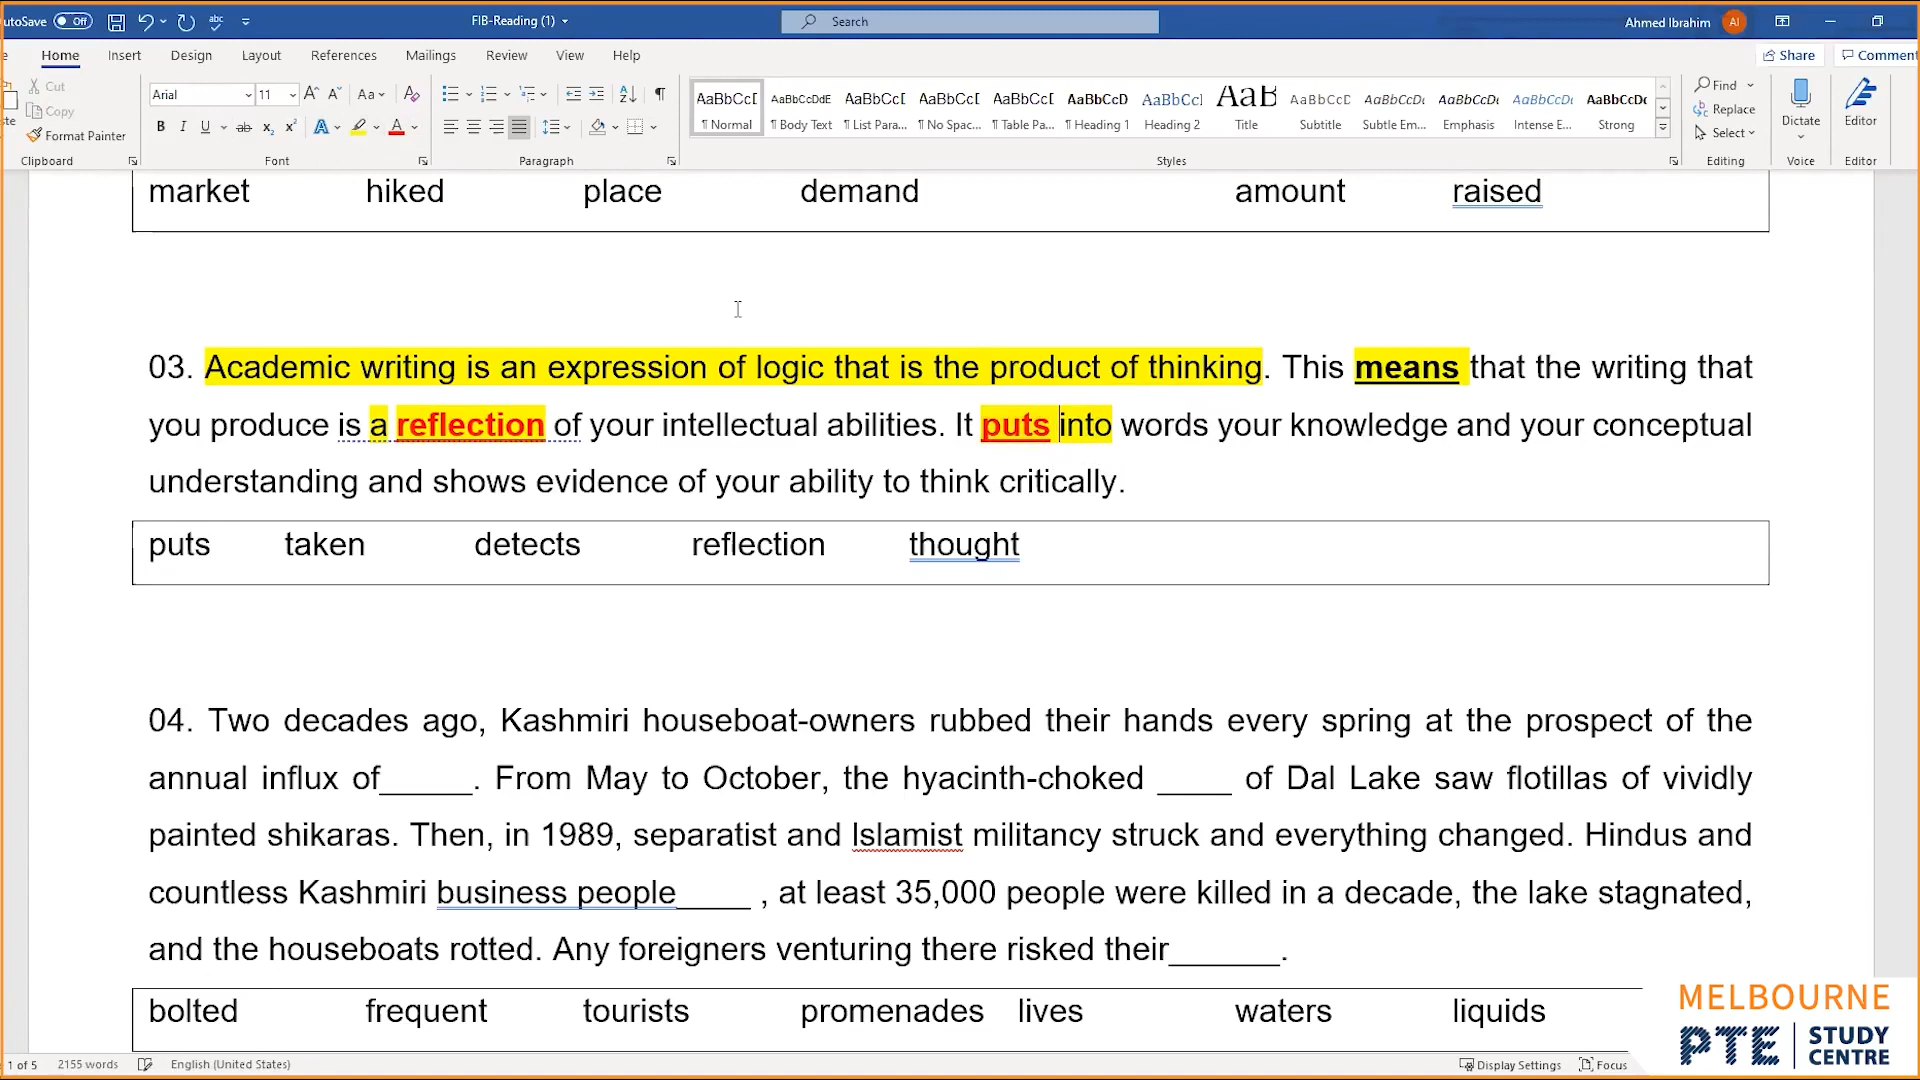 utoSave Off FIB-Reading (1) Search Ahmed Ibrahim AI
Home Insert Design Layout References Mailings Review View Help Share Comment
Cut
Copy
Format Painter
Clipboard
Arial 11 Aa
B I U ab x₂ x² A A
Font
Paragraph
AaBbCcI AaBbCcDdE AaBbCcI AaBbCcI AaBbCcI AaBbCcD AaBbCcI AaB AaBbCcC AaBbCcDı AaBbCcDı AaBbCcDı AaBbCcDı
¶ Normal ¶ Body Text ¶ List Para... ¶ No Spac... ¶ Table Pa... ¶ Heading 1 Heading 2 Title Subtitle Subtle Em... Emphasis Intense E... Strong
Styles
Find
Replace
Select
Editing
Dictate
Voice
Editor
Editor
market hiked place demand amount raised
03. Academic writing is an expression of logic that is the product of thinking. This means that the writing that
you produce is a reflection of your intellectual abilities. It puts into words your knowledge and your conceptual
understanding and shows evidence of your ability to think critically.
puts taken detects reflection thought
04. Two decades ago, Kashmiri houseboat-owners rubbed their hands every spring at the prospect of the
annual influx of_____. From May to October, the hyacinth-choked ____ of Dal Lake saw flotillas of vividly
painted shikaras. Then, in 1989, separatist and Islamist militancy struck and everything changed. Hindus and
countless Kashmiri business people____ , at least 35,000 people were killed in a decade, the lake stagnated,
and the houseboats rotted. Any foreigners venturing there risked their______.
bolted frequent tourists promenades lives waters liquids
MELBOURNE
PTE STUDY CENTRE
1 of 5 2155 words English (United States) Display Settings Focus